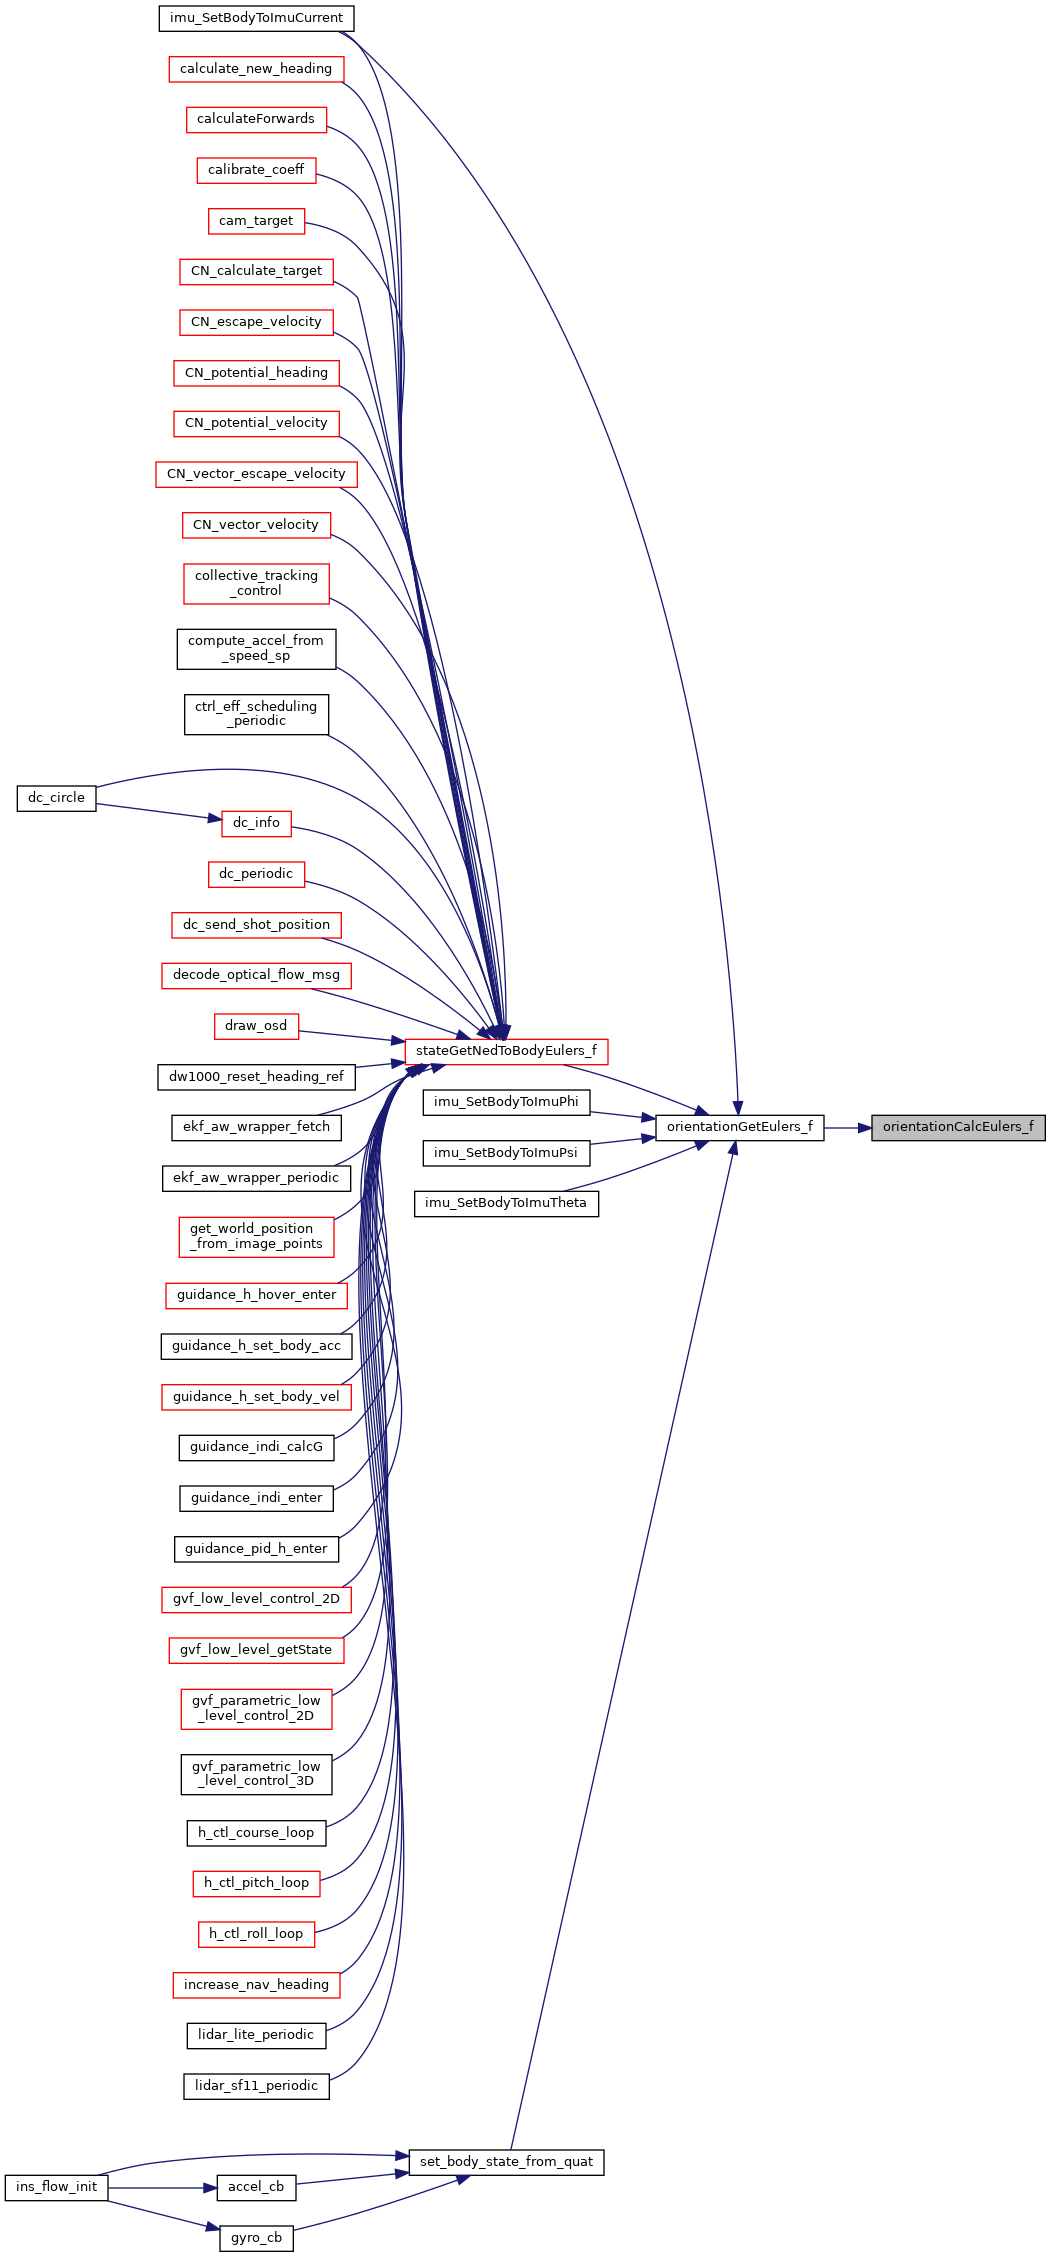 imu_SetBodyToImuCurrent
calculate_new_heading
calculateForwards
calibrate_coeff
cam_target
CN_calculate_target
CN_escape_velocity
CN_potential_heading
CN_potential_velocity
CN_vector_escape_velocity
CN_vector_velocity
collective_tracking
_control
compute_accel_from
_speed_sp
ctrl_eff_scheduling
_periodic
dc_circle
dc_info
dc_periodic
dc_send_shot_position
decode_optical_flow_msg
draw_osd
stateGetNedToBodyEulers_f
dw1000_reset_heading_ref
imu_SetBodyToImuPhi
ekf_aw_wrapper_fetch
orientationGetEulers_f
orientationCalcEulers_f
imu_SetBodyToImuPsi
ekf_aw_wrapper_periodic
imu_SetBodyToImuTheta
get_world_position
_from_image_points
guidance_h_hover_enter
guidance_h_set_body_acc
guidance_h_set_body_vel
guidance_indi_calcG
guidance_indi_enter
guidance_pid_h_enter
gvf_low_level_control_2D
gvf_low_level_getState
gvf_parametric_low
_level_control_2D
gvf_parametric_low
_level_control_3D
h_ctl_course_loop
h_ctl_pitch_loop
h_ctl_roll_loop
increase_nav_heading
lidar_lite_periodic
lidar_sf11_periodic
set_body_state_from_quat
ins_flow_init
accel_cb
gyro_cb